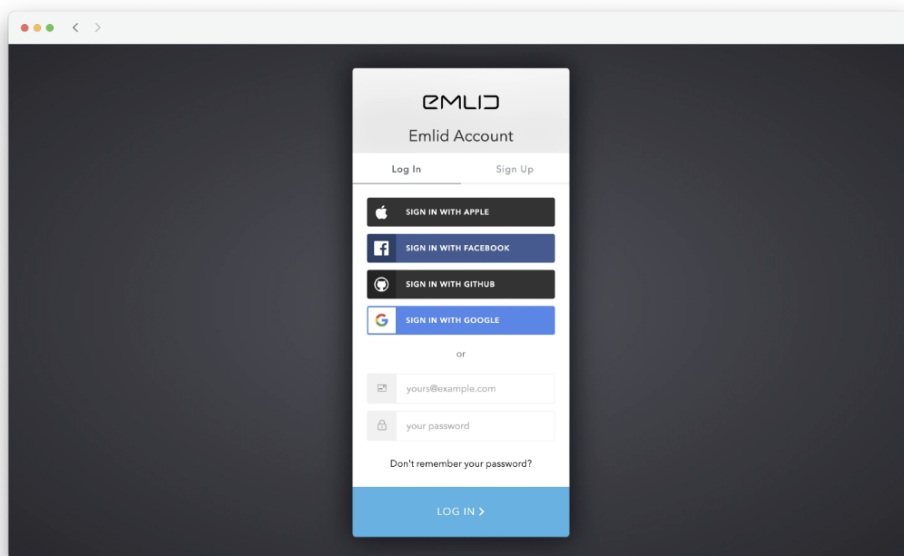 EMLID
Emlid Account
Log In
Sign Up
SIGN IN WITH APPLE
SIGN IN WITH FACEBOOK
SIGN IN WITH GITHUB
SIGN IN WITH GOOGLE
or
yours@example.com
your password
Don't remember your password?
LOG IN >